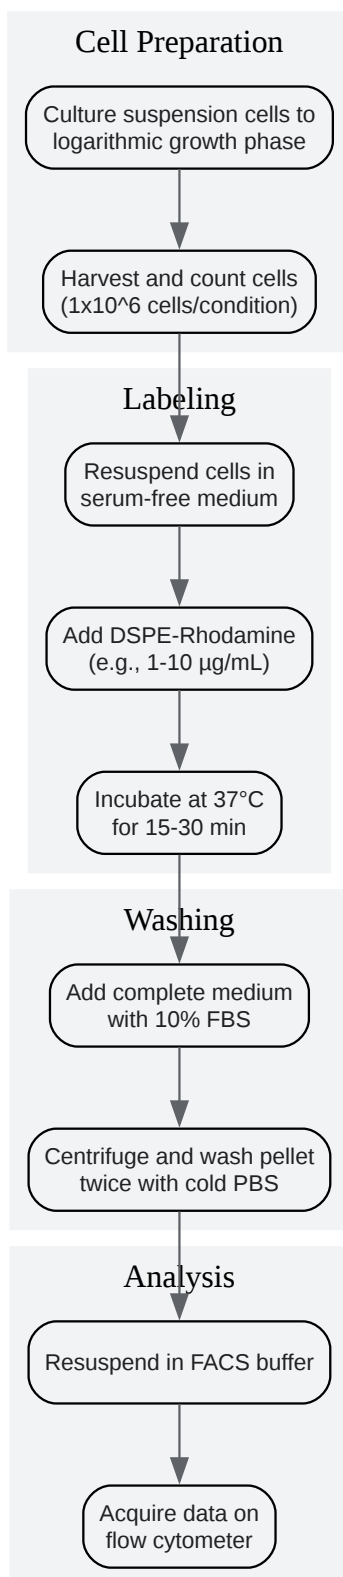 Cell Preparation
Culture suspension cells to
logarithmic growth phase
Harvest and count cells
(1x10^6 cells/condition)
Labeling
Resuspend cells in
serum-free medium
Add DSPE-Rhodamine
(e.g., 1-10 µg/mL)
Incubate at 37°C
for 15-30 min
Washing
Add complete medium
with 10% FBS
Centrifuge and wash pellet
twice with cold PBS
Analysis
Resuspend in FACS buffer
Acquire data on
flow cytometer